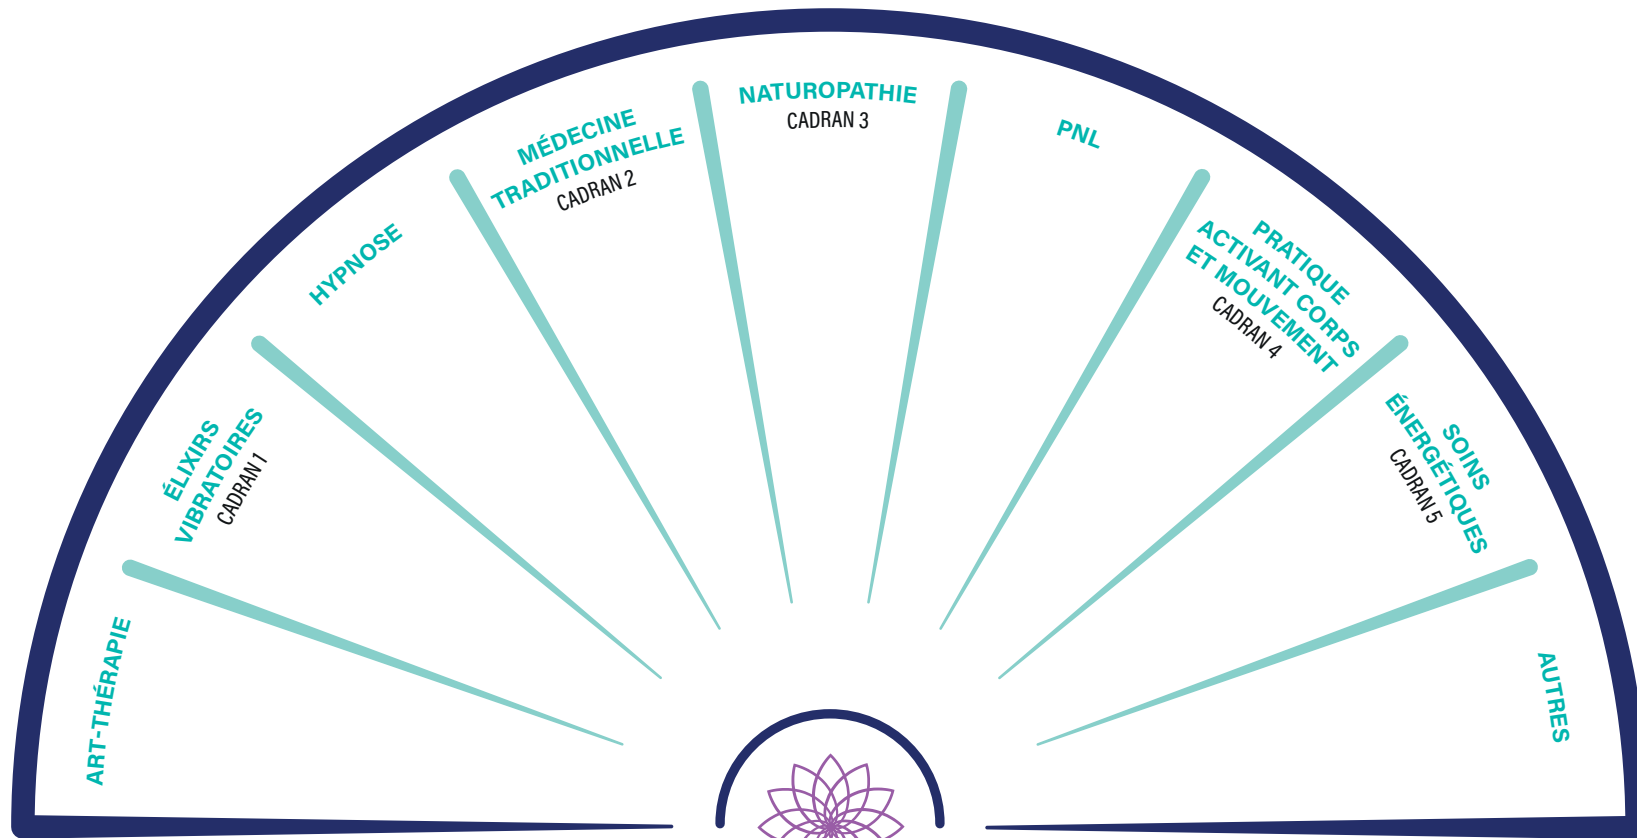 ART-THÉRAPIE
ÉLIXIRS
VIBRATOIRES
CADRAN 1
HYPNOSE
MÉDECINE
TRADITIONNELLE
CADRAN 2
NATUROPATHIE
CADRAN 3
PNL
PRATIQUE
ACTIVANT CORPS
ET MOUVEMENT
CADRAN 4
SOINS
ÉNERGÉTIQUES
CADRAN 5
AUTRES